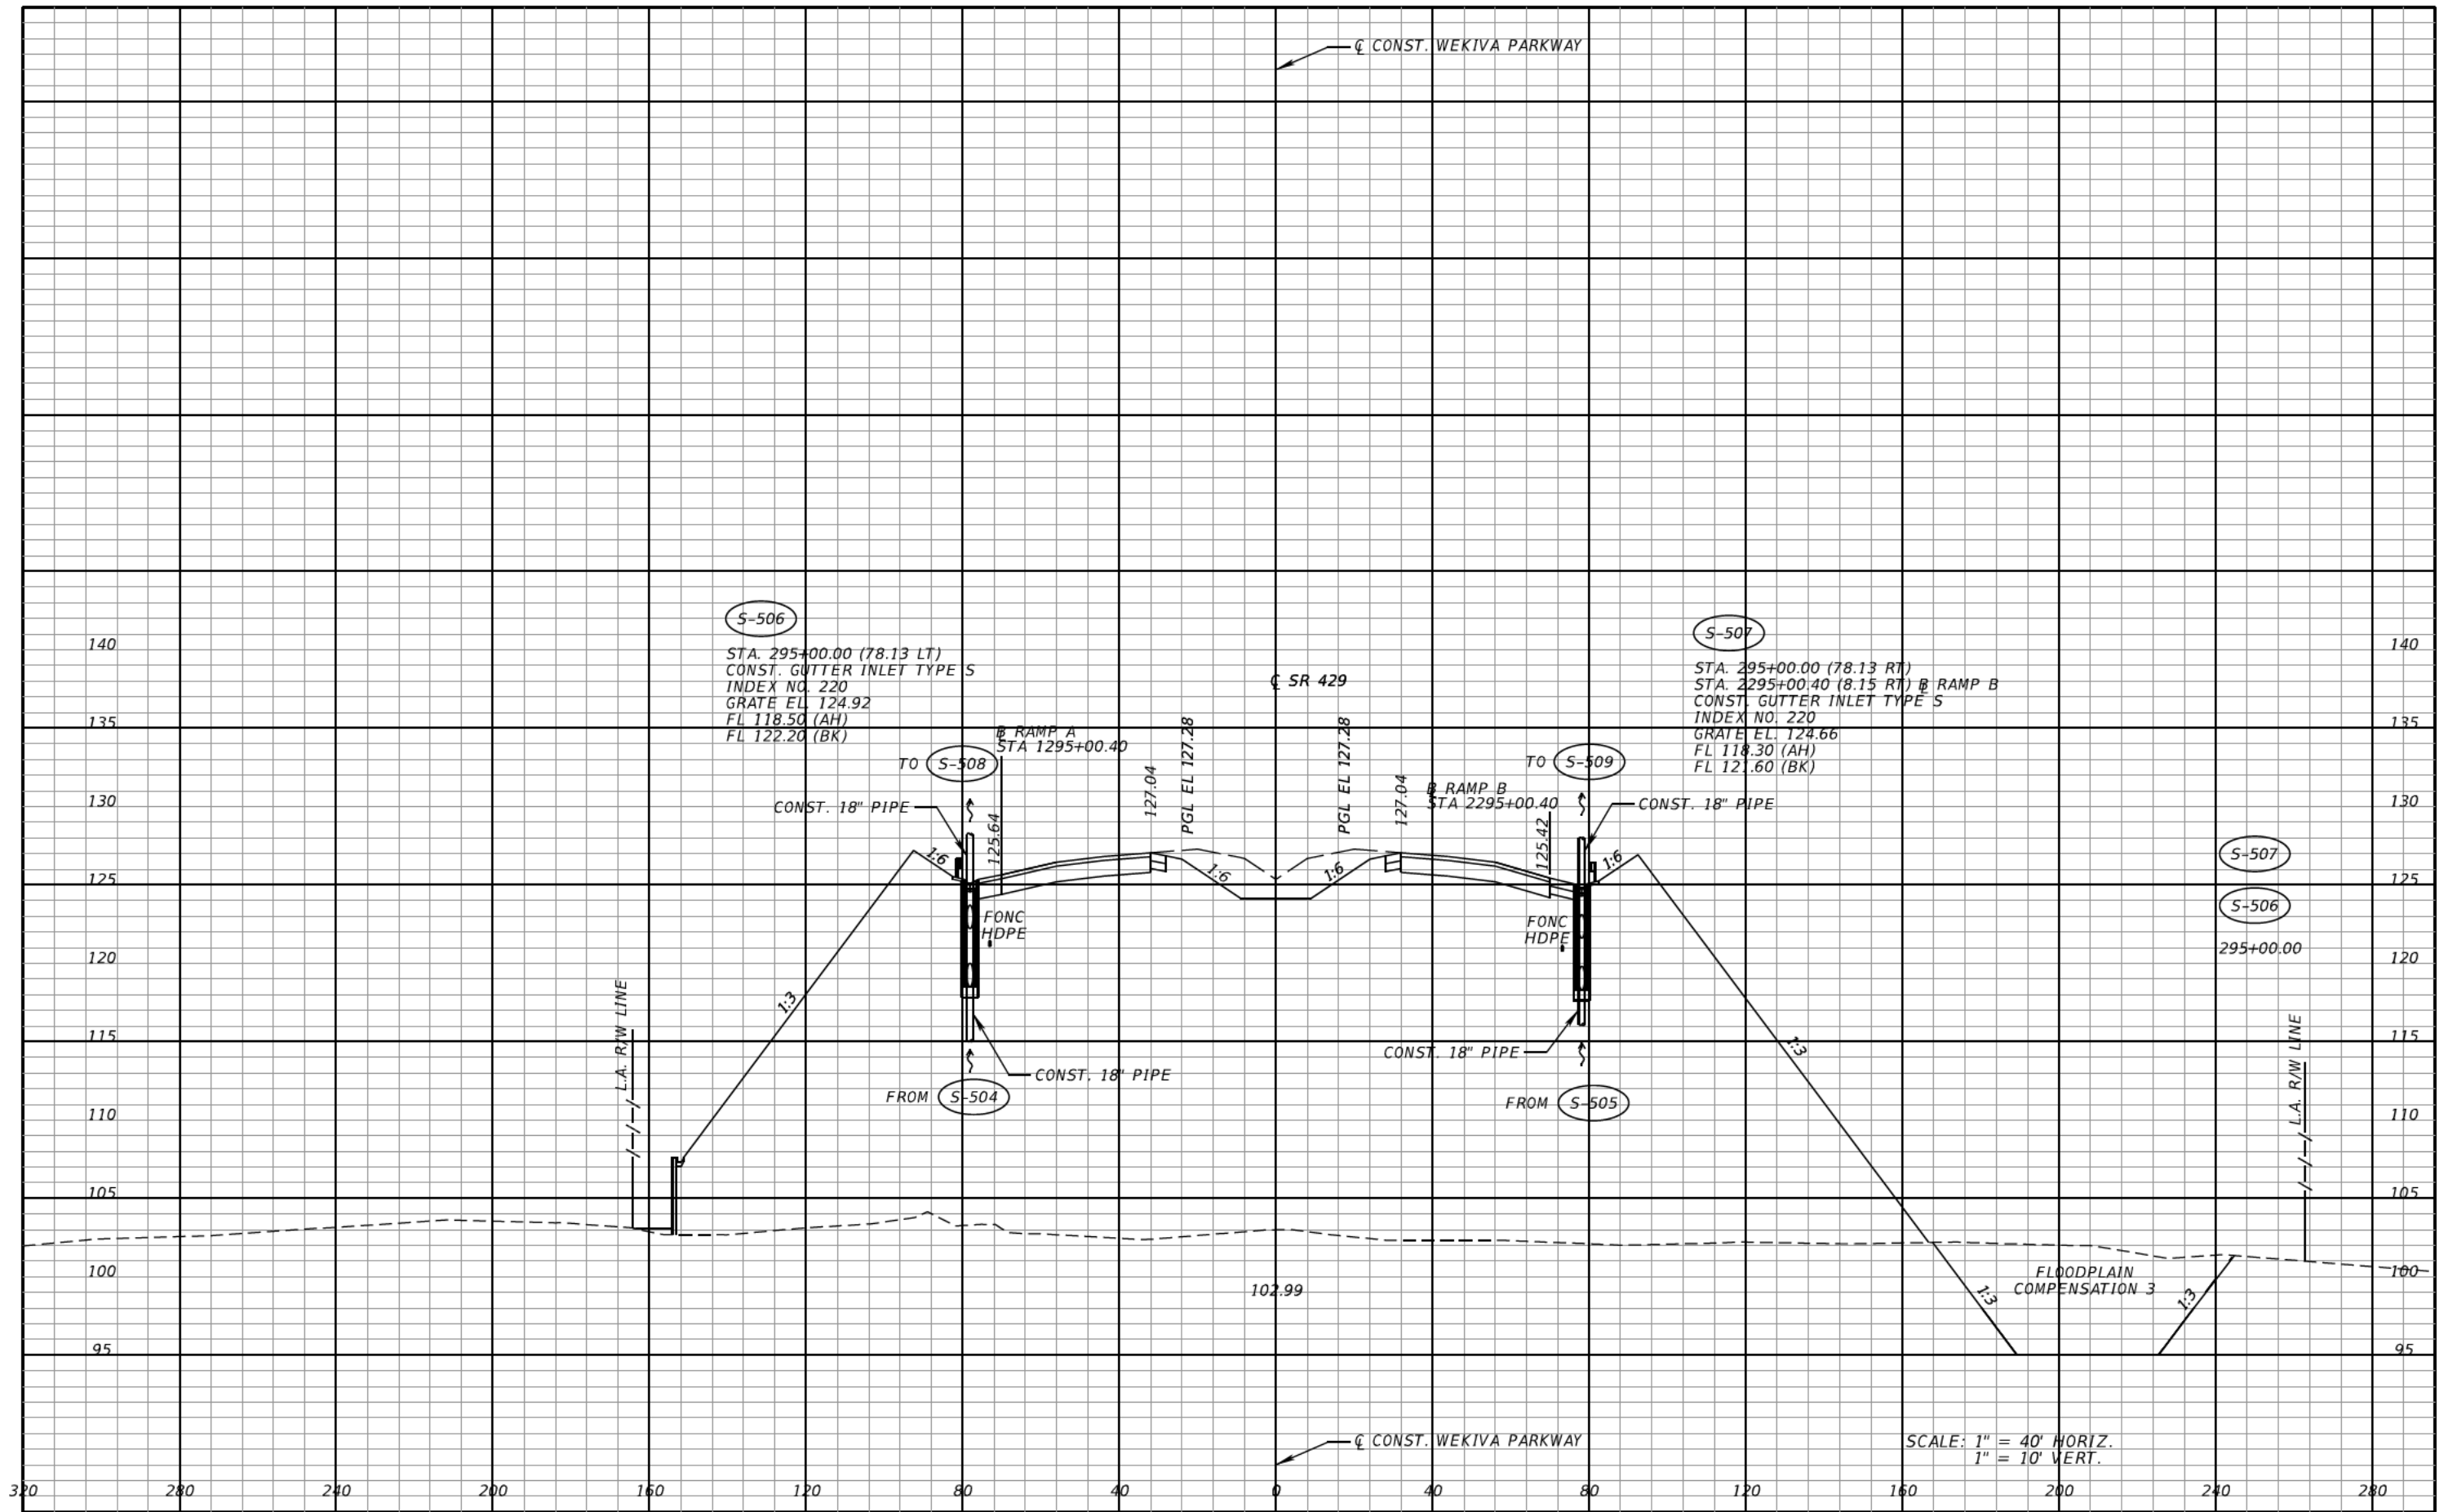 ℄ CONST. WEKIVA PARKWAY
S-506
STA. 295+00.00 (78.13 LT)
CONST. GUTTER INLET TYPE S
INDEX NO. 220
GRATE EL. 124.92
FL 118.50 (AH)
FL 122.20 (BK)
S-507
STA. 295+00.00 (78.13 RT)
STA. 2295+00.40 (8.15 RT) ⅊ RAMP B
CONST. GUTTER INLET TYPE S
INDEX NO. 220
GRATE EL. 124.66
FL 118.30 (AH)
FL 121.60 (BK)
℄ SR 429
TO S-508
⅊ RAMP A
STA 1295+00.40
CONST. 18" PIPE
125.64
127.04
PGL EL 127.28
PGL EL 127.28
127.04
⅊ RAMP B
STA 2295+00.40
125.42
TO S-509
CONST. 18" PIPE
1:6
1:6
1:6
1:6
FONC
HDPE
FONC
HDPE
S-507
S-506
295+00.00
1:3
1:3
L.A. R/W LINE
L.A. R/W LINE
CONST. 18" PIPE
FROM S-504
CONST. 18" PIPE
FROM S-505
102.99
FLOODPLAIN
COMPENSATION 3
1:3
1:3
℄ CONST. WEKIVA PARKWAY
SCALE: 1" = 40' HORIZ.
1" = 10' VERT.
140
135
130
125
120
115
110
105
100
95
140
135
130
125
120
115
110
105
100
95
320 280 240 200 160 120 80 40 0 40 80 120 160 200 240 280